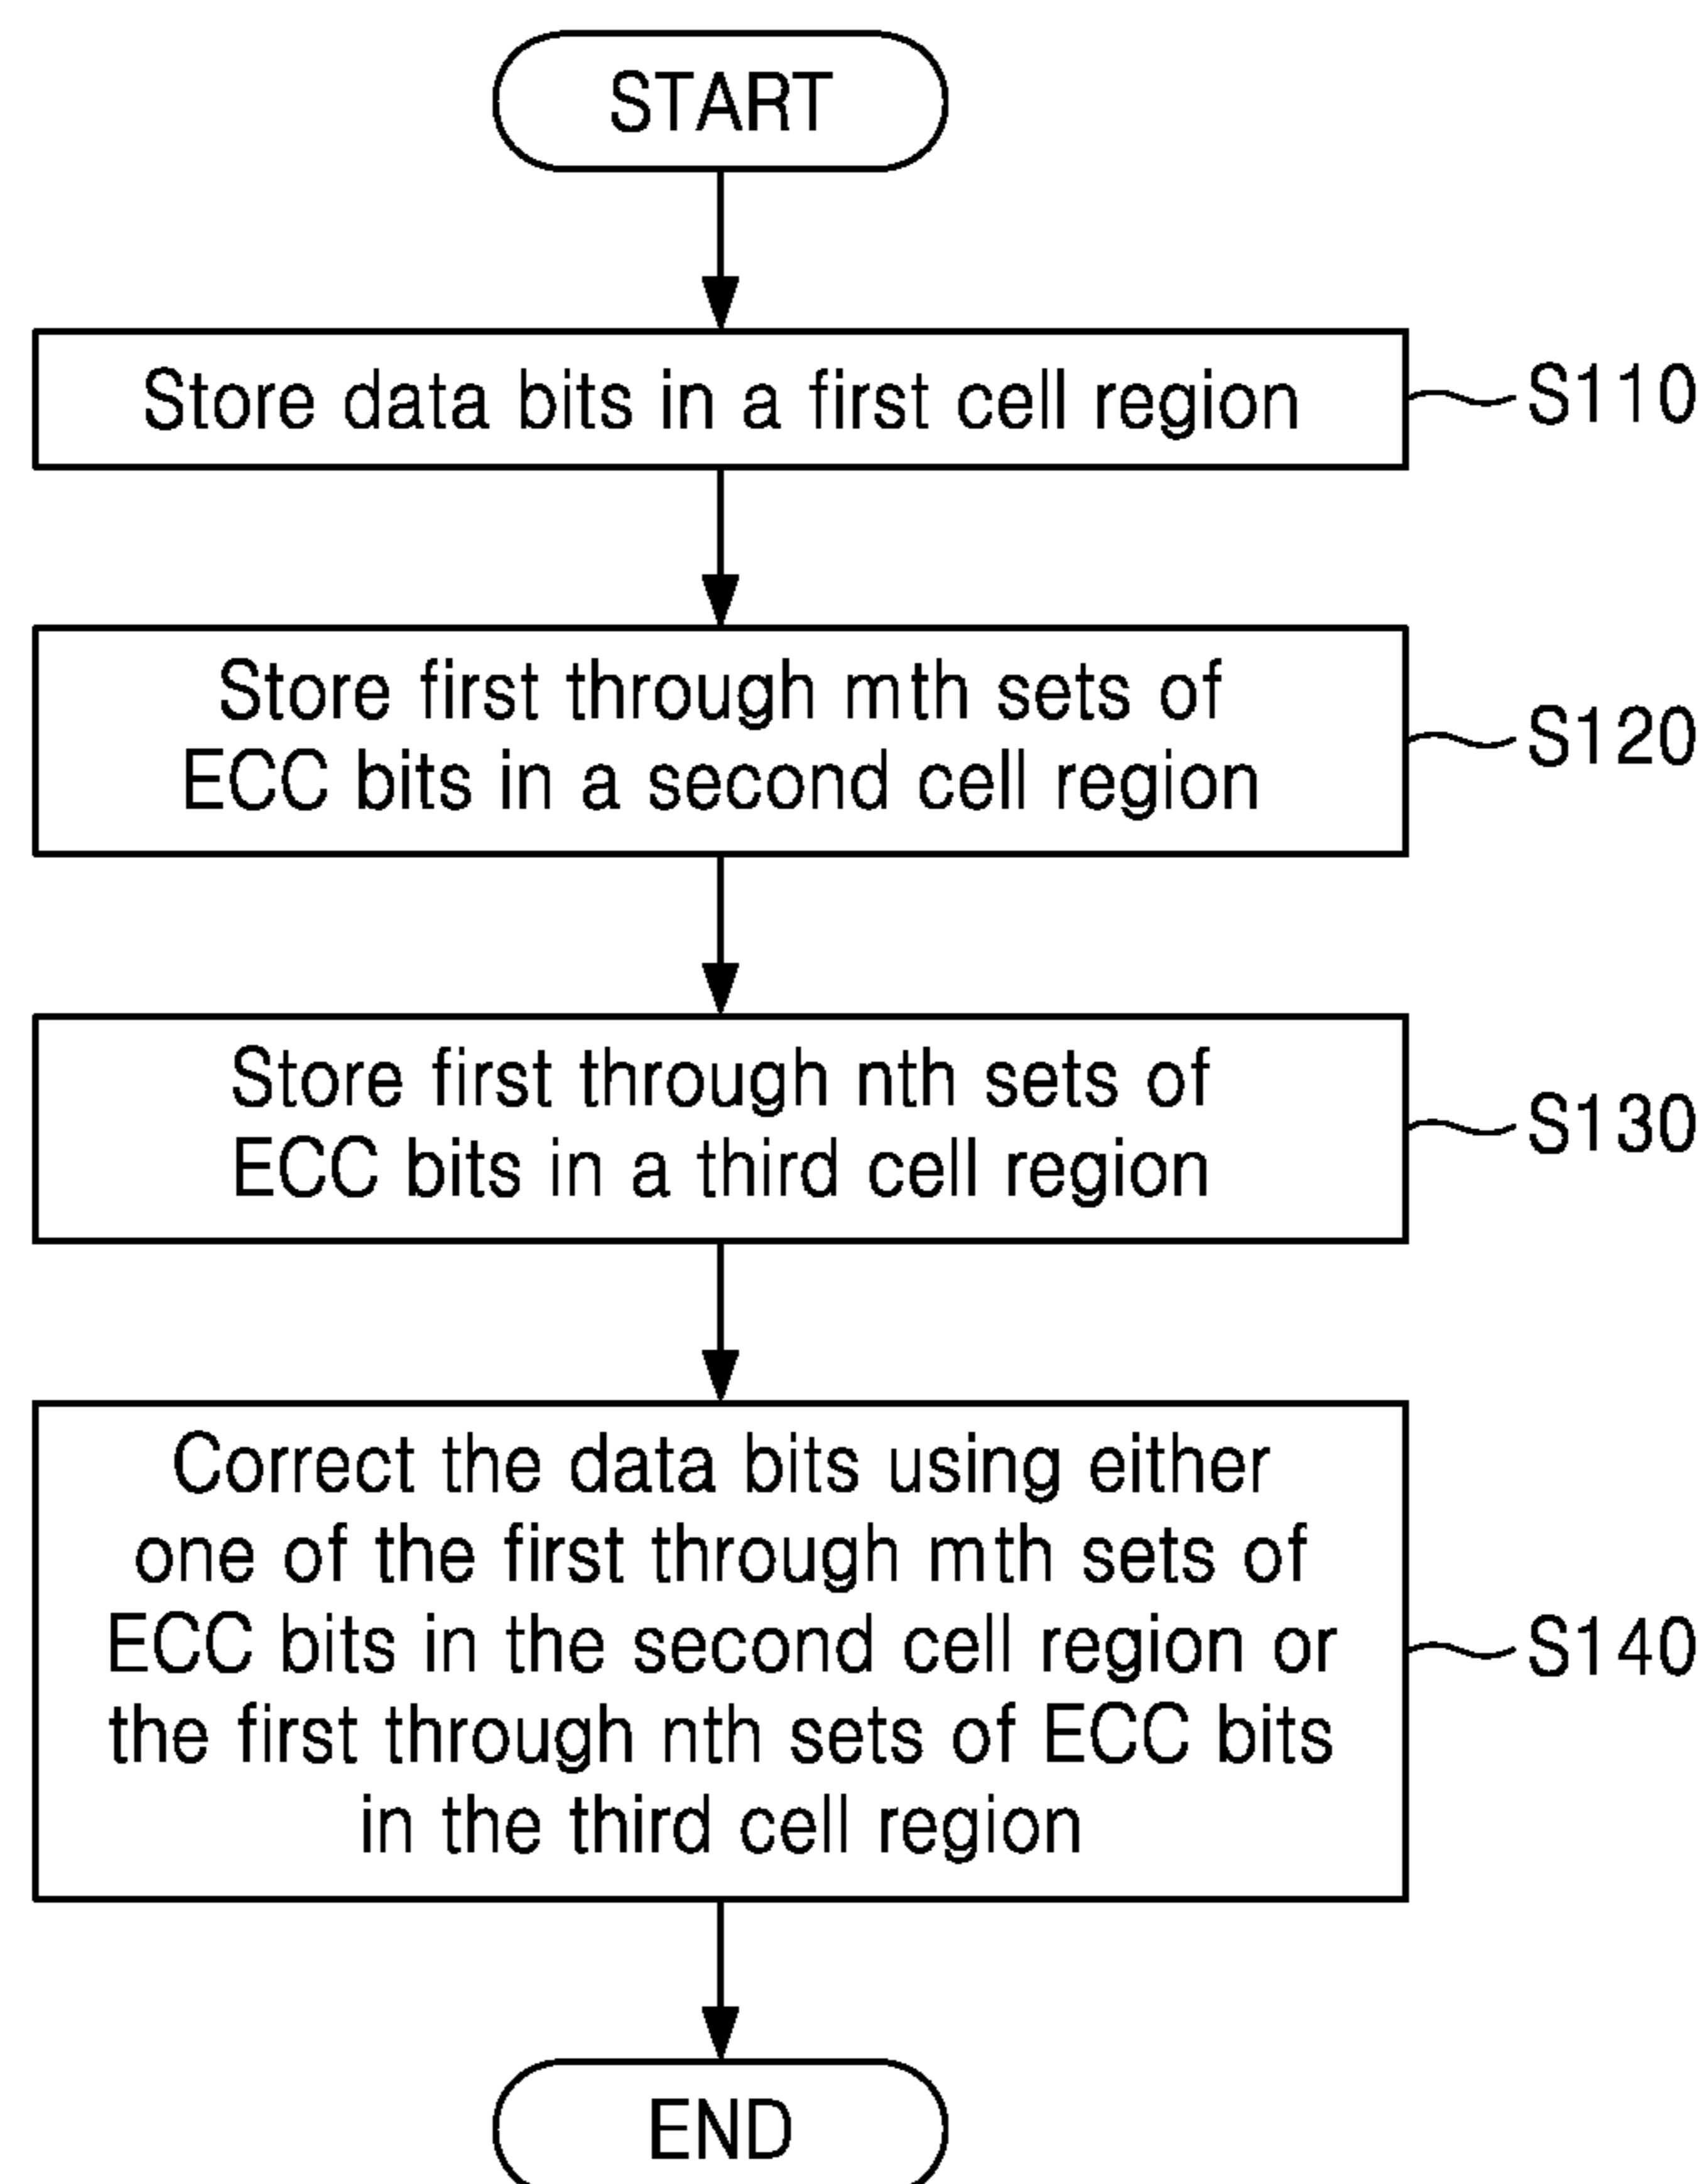 START
Store data bits in a first cell region
S110
Store first through mth sets of
ECC bits in a second cell region
S120
Store first through nth sets of
ECC bits in a third cell region
S130
Correct the data bits using either
one of the first through mth sets of
ECC bits in the second cell region or
the first through nth sets of ECC bits
in the third cell region
S140
END